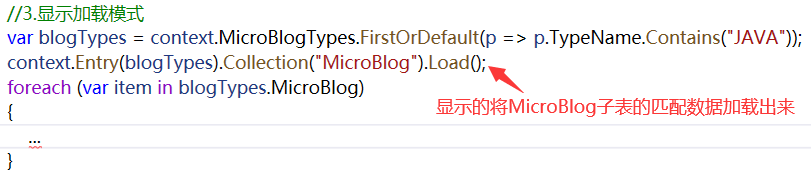 //3.显示加载模式
var blogTypes = context.MicroBlogTypes.FirstOrDefault(p => p.TypeName.Contains("JAVA"));
context.Entry(blogTypes).Collection("MicroBlog").Load();
foreach (var item in blogTypes.MicroBlog)
显示的将MicroBlog子表的匹配数据加载出来
{
...
}